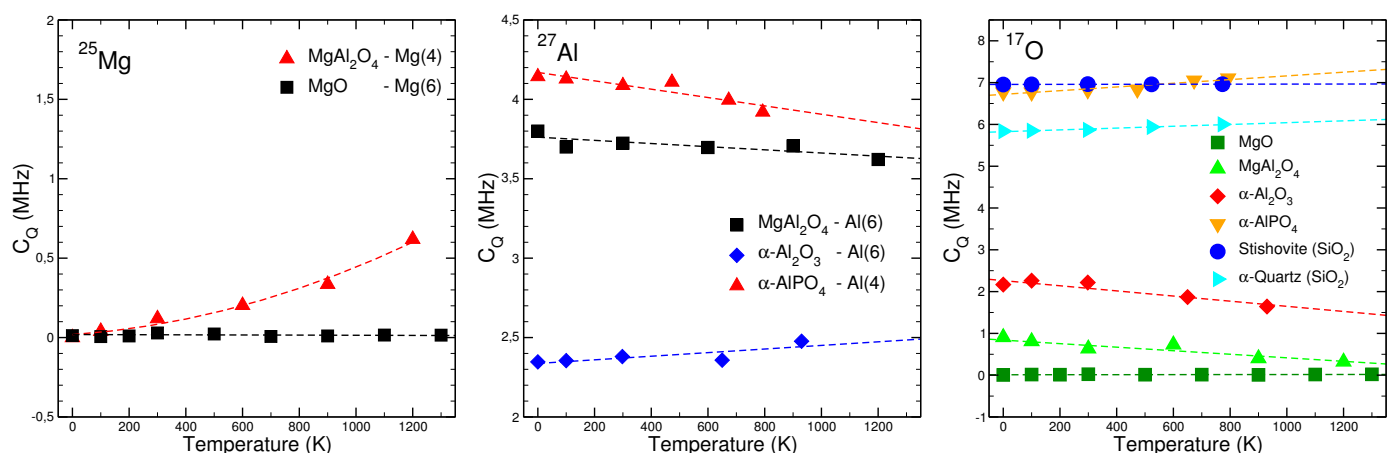 25Mg
MgAl2O4 - Mg(4)
MgO - Mg(6)
2
1,5
1
0,5
0
-0,5
CQ (MHz)
0 200 400 600 800 1000 1200
Temperature (K)
27Al
4,5
4
3,5
3
2,5
2
CQ (MHz)
MgAl2O4 - Al(6)
α-Al2O3 - Al(6)
α-AlPO4 - Al(4)
0 200 400 600 800 1000 1200
Temperature (K)
17O
8
7
6
5
4
3
2
1
0
-1
CQ (MHz)
MgO
MgAl2O4
α-Al2O3
α-AlPO4
Stishovite (SiO2)
α-Quartz (SiO2)
0 200 400 600 800 1000 1200
Temperature (K)